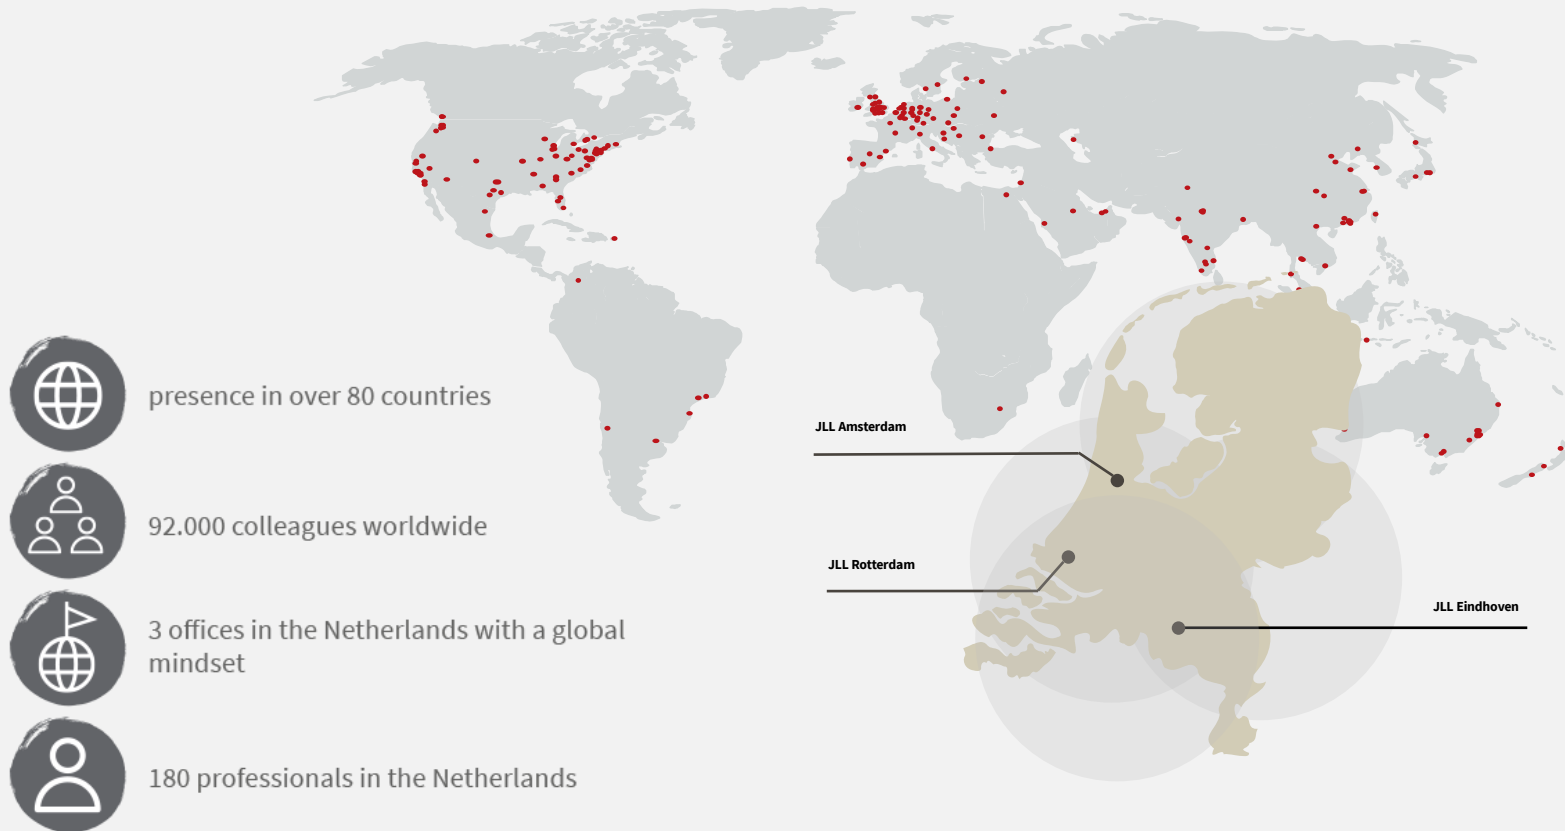 presence in over 80 countries
92.000 colleagues worldwide
3 offices in the Netherlands with a global
mindset
180 professionals in the Netherlands
JLL Amsterdam
JLL Rotterdam
JLL Eindhoven